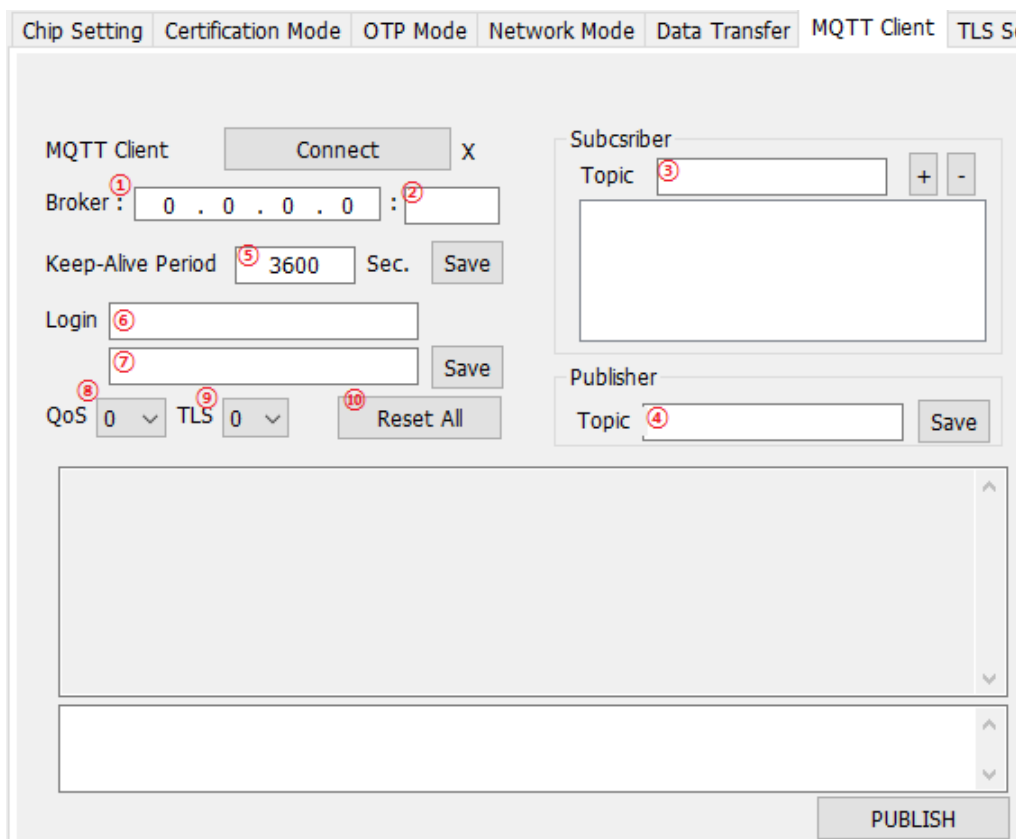 Chip Setting Certification Mode OTP Mode Network Mode Data Transfer MQTT Client TLS S
MQTT Client Connect X
① Broker : 0 . 0 . 0 . 0 : ②
Keep-Alive Period ⑤ 3600 Sec. Save
Login ⑥
⑦ Save
⑧ QoS 0 ⑨ TLS 0 ⑩ Reset All
Subcsriber
Topic ③ + -
Publisher
Topic ④ Save
PUBLISH